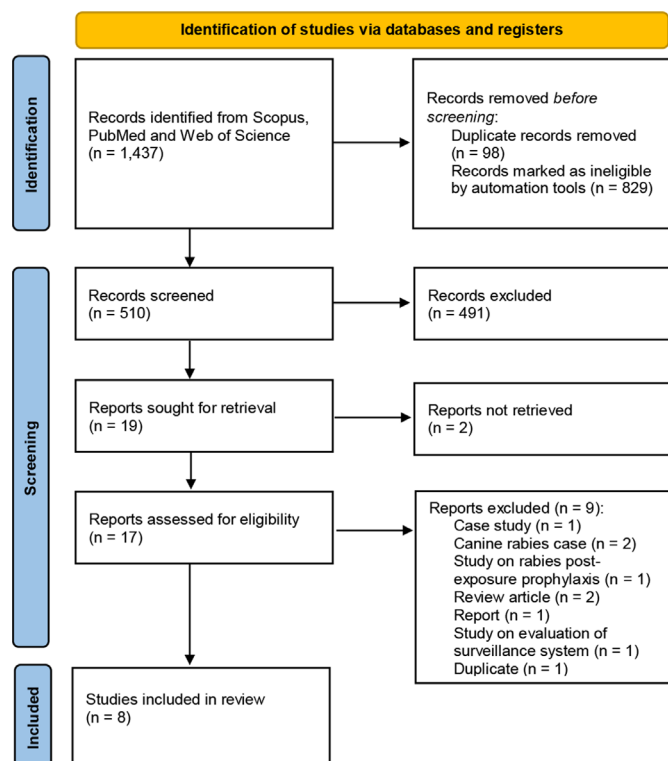 Identification of studies via databases and registers
Identification
Records identified from Scopus,
PubMed and Web of Science
(n = 1,437)
Records removed before
screening:
Duplicate records removed
(n = 98)
Records marked as ineligible
by automation tools (n = 829)
Screening
Records screened
(n = 510)
Records excluded
(n = 491)
Reports sought for retrieval
(n = 19)
Reports not retrieved
(n = 2)
Reports assessed for eligibility
(n = 17)
Reports excluded (n = 9):
Case study (n = 1)
Canine rabies case (n = 2)
Study on rabies post-
exposure prophylaxis (n = 1)
Review article (n = 2)
Report (n = 1)
Study on evaluation of
surveillance system (n = 1)
Duplicate (n = 1)
Included
Studies included in review
(n = 8)